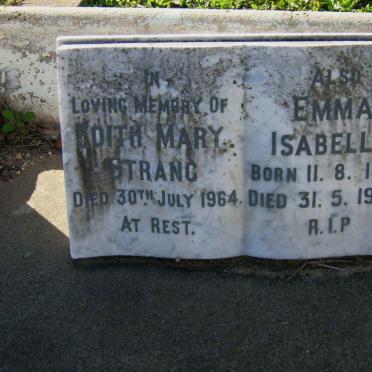 IN
LOVING MEMORY OF
EDITH MARY
STRANG
DIED 30TH JULY 1964
AT REST.
ALSO
EMMA
ISABELL
BORN 11. 8. 1
DIED 31. 5. 19
R.I.P